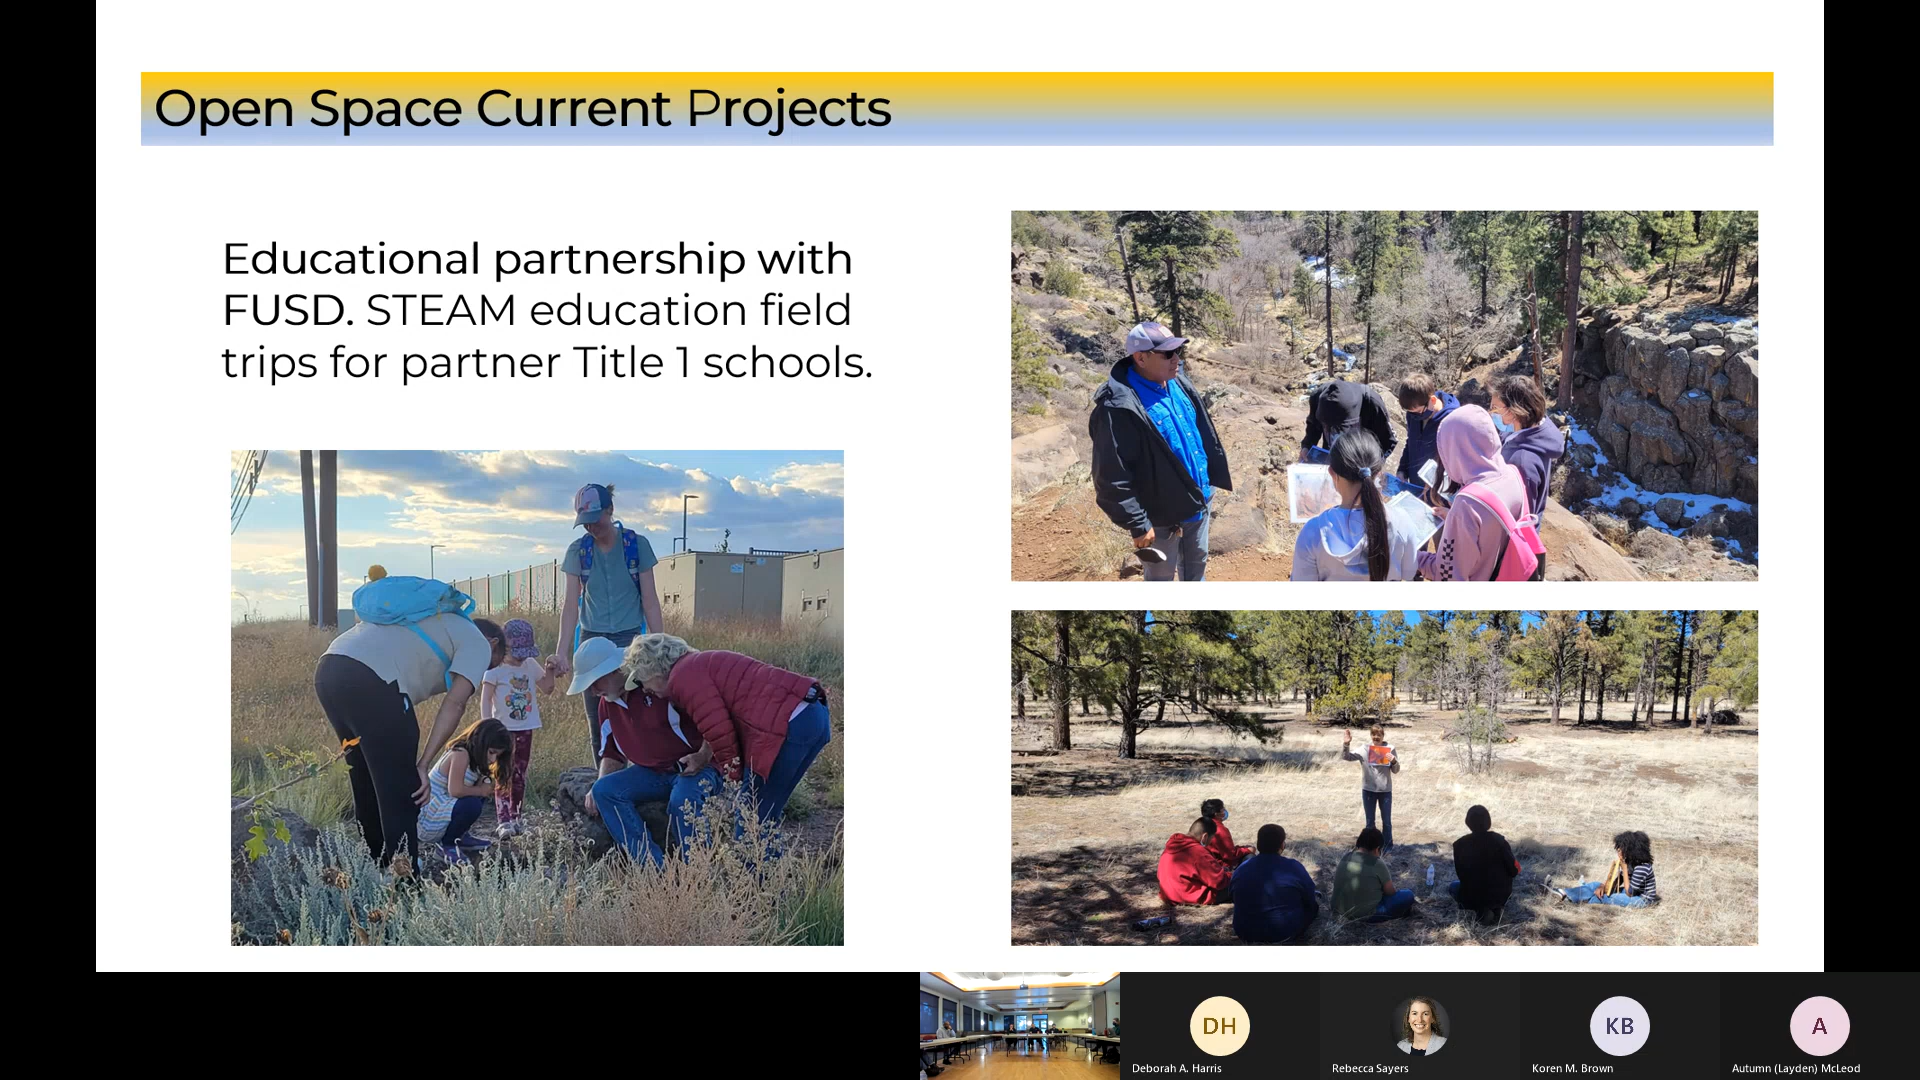 Open Space Current Projects
Educational partnership with
FUSD. STEAM education field
trips for partner Title 1 schools.
DH
KB
A
Deborah A. Harris
Rebecca Sayers
Koren M. Brown
Autumn (Layden) McLeod